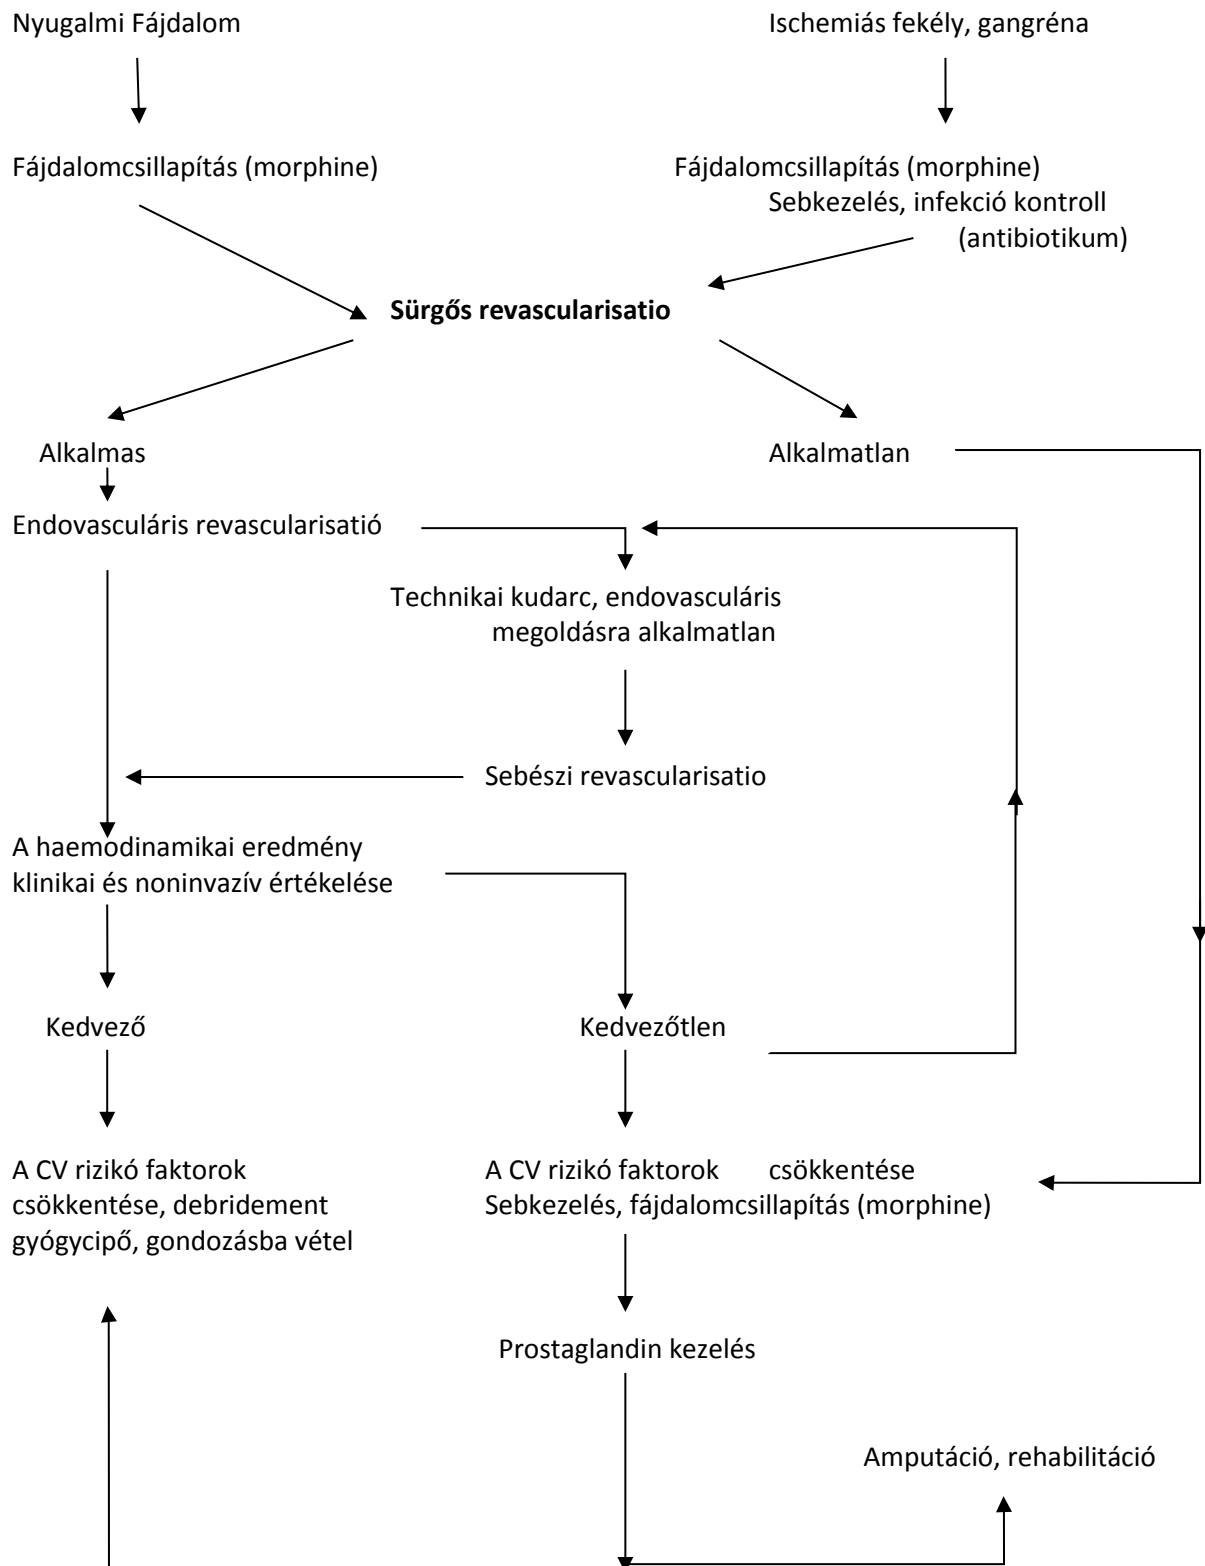 Nyugalmi Fájdalom
Ischemiás fekély, gangréna
Fájdalomcsillapítás (morphine)
Fájdalomcsillapítás (morphine)
Sebkezelés, infekció kontroll
(antibiotikum)
Sürgős revascularisatio
Alkalmas
Alkalmatlan
Endovasculáris revascularisatió
Technikai kudarc, endovasculáris
megoldásra alkalmatlan
Sebészi revascularisatio
A haemodinamikai eredmény
klinikai és noninvazív értékelése
Kedvező
Kedvezőtlen
A CV rizikó faktorok
csökkentése, debridement
gyógycipő, gondozásba vétel
A CV rizikó faktorok csökkentése
Sebkezelés, fájdalomcsillapítás (morphine)
Prostaglandin kezelés
Amputáció, rehabilitáció